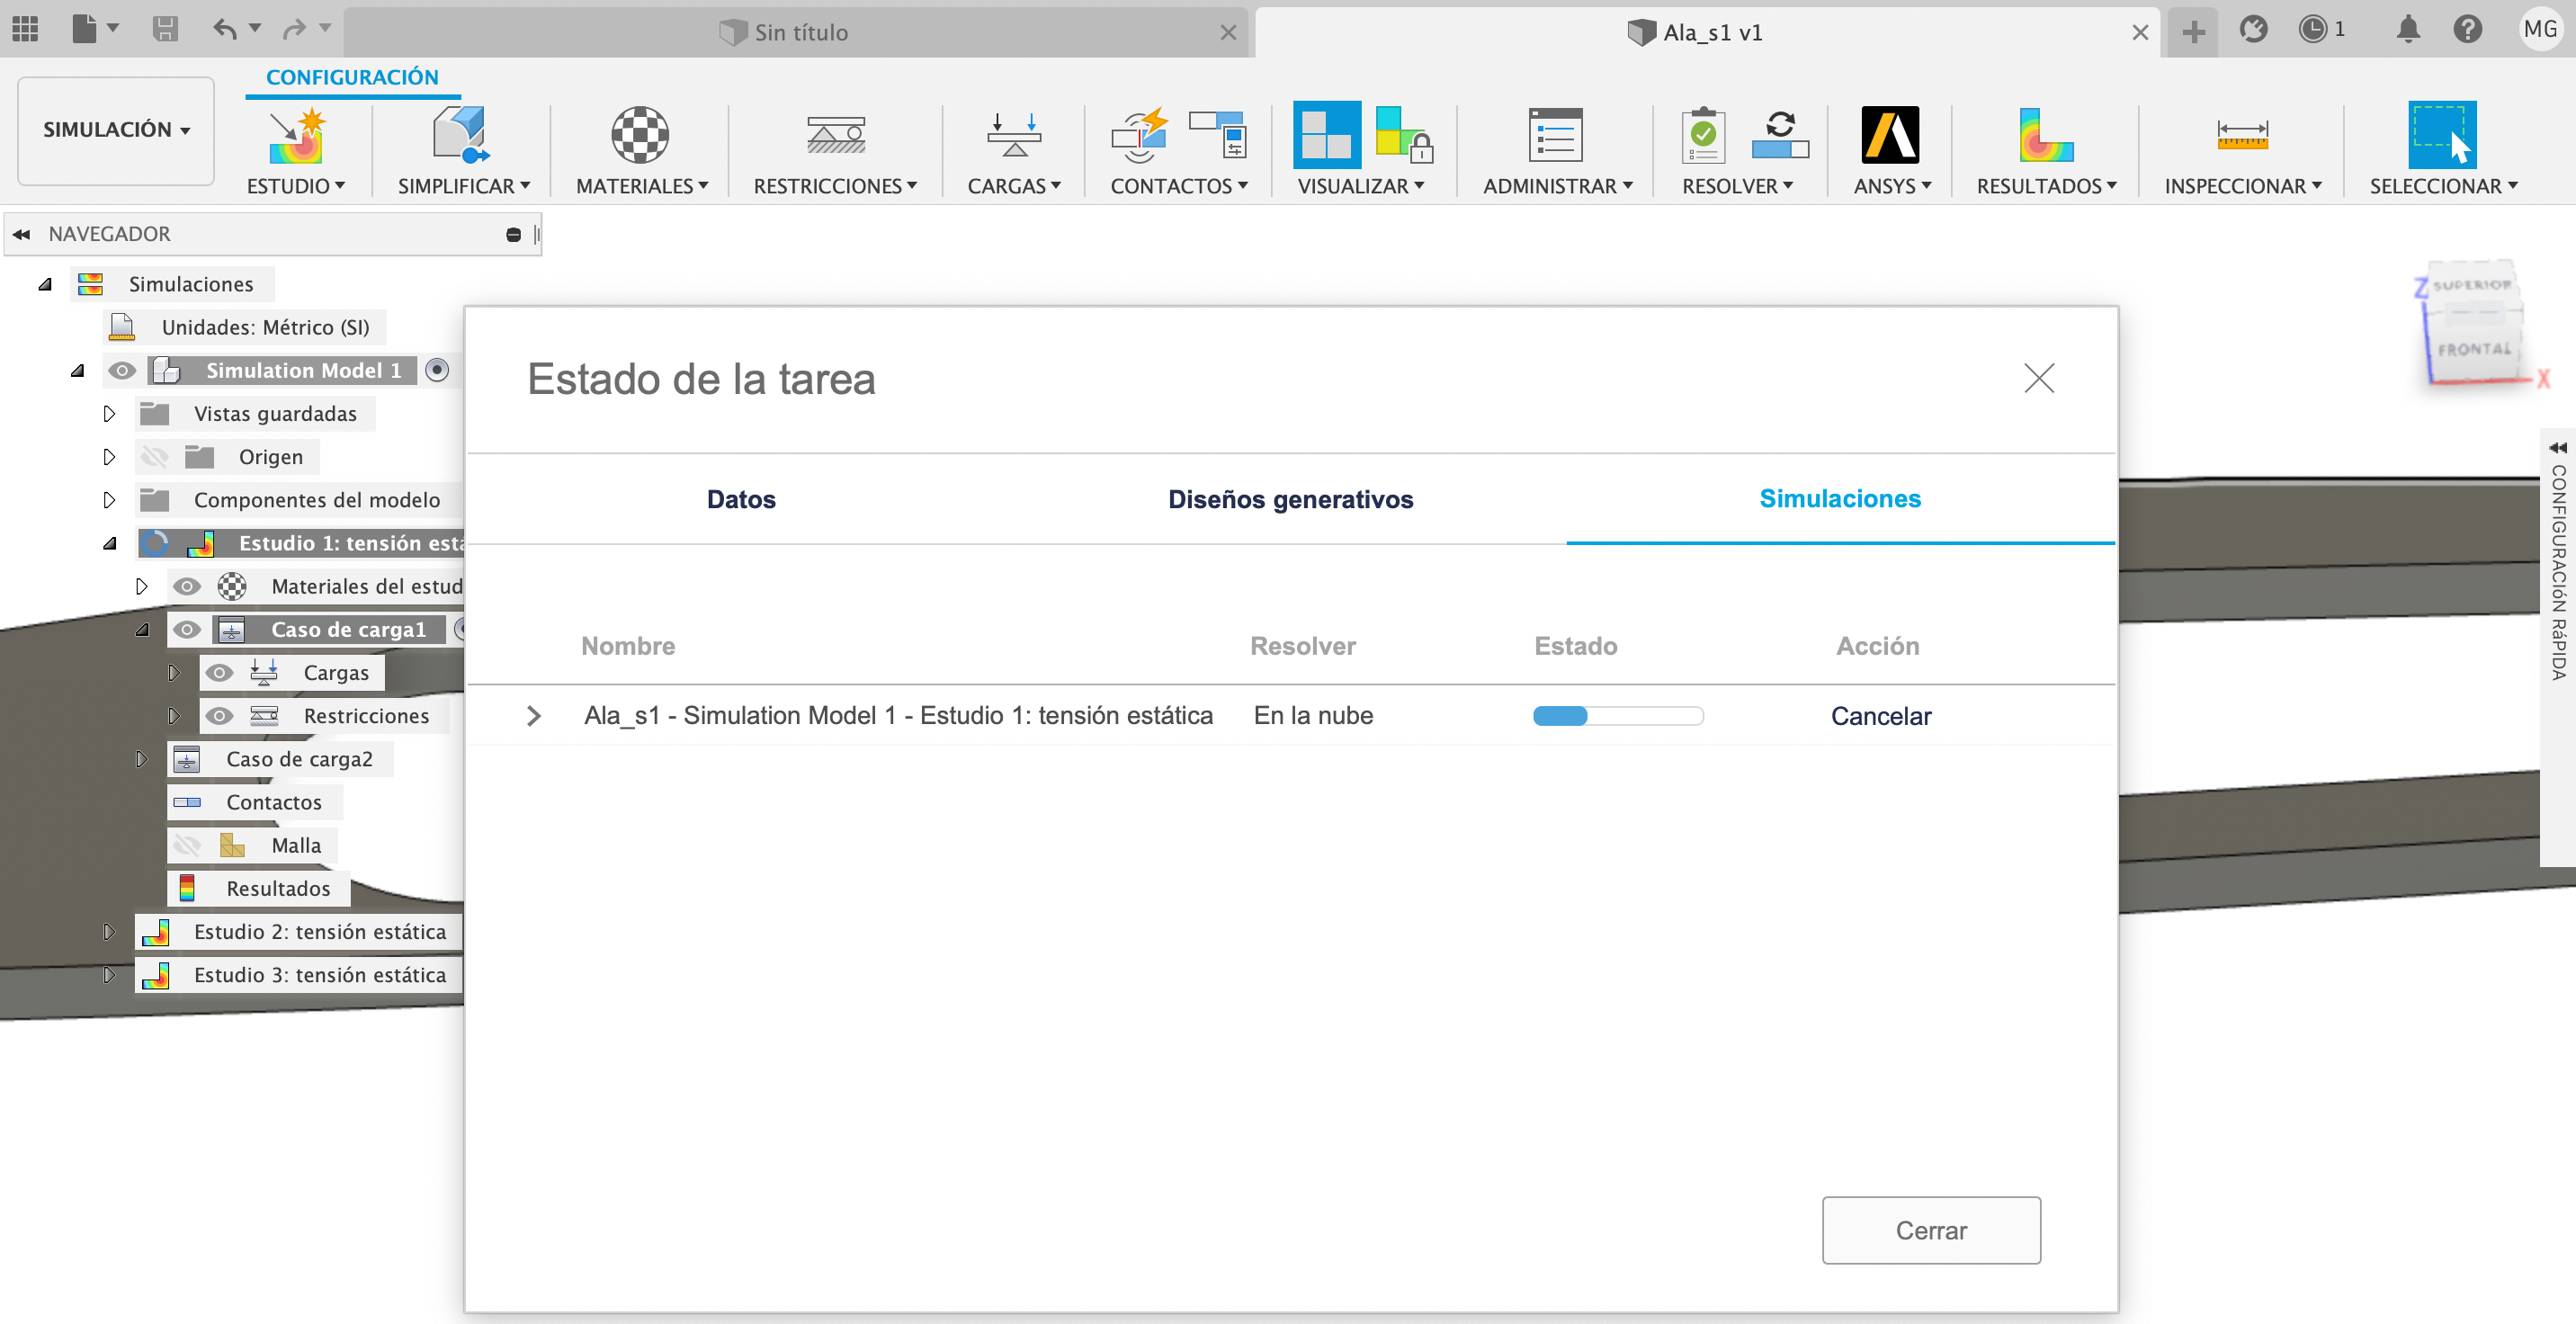 Sin título
Ala_s1 v1
1
MG
CONFIGURACIÓN
SIMULACIÓN
ESTUDIO
SIMPLIFICAR
MATERIALES
RESTRICCIONES
CARGAS
CONTACTOS
VISUALIZAR
ADMINISTRAR
RESOLVER
ANSYS
RESULTADOS
INSPECCIONAR
SELECCIONAR
NAVEGADOR
Simulaciones
Unidades: Métrico (SI)
Simulation Model 1
Vistas guardadas
Origen
Componentes del modelo
Estudio 1: tensión está
Materiales del estud
Caso de carga1
Cargas
Restricciones
Caso de carga2
Contactos
Malla
Resultados
Estudio 2: tensión estática
Estudio 3: tensión estática
Estado de la tarea
Datos
Diseños generativos
Simulaciones
Nombre
Resolver
Estado
Acción
Ala_s1 - Simulation Model 1 - Estudio 1: tensión estática
En la nube
Cancelar
Cerrar
Z
SUPERIOR
FRONTAL
X
CONFIGURACIóN RáPIDA